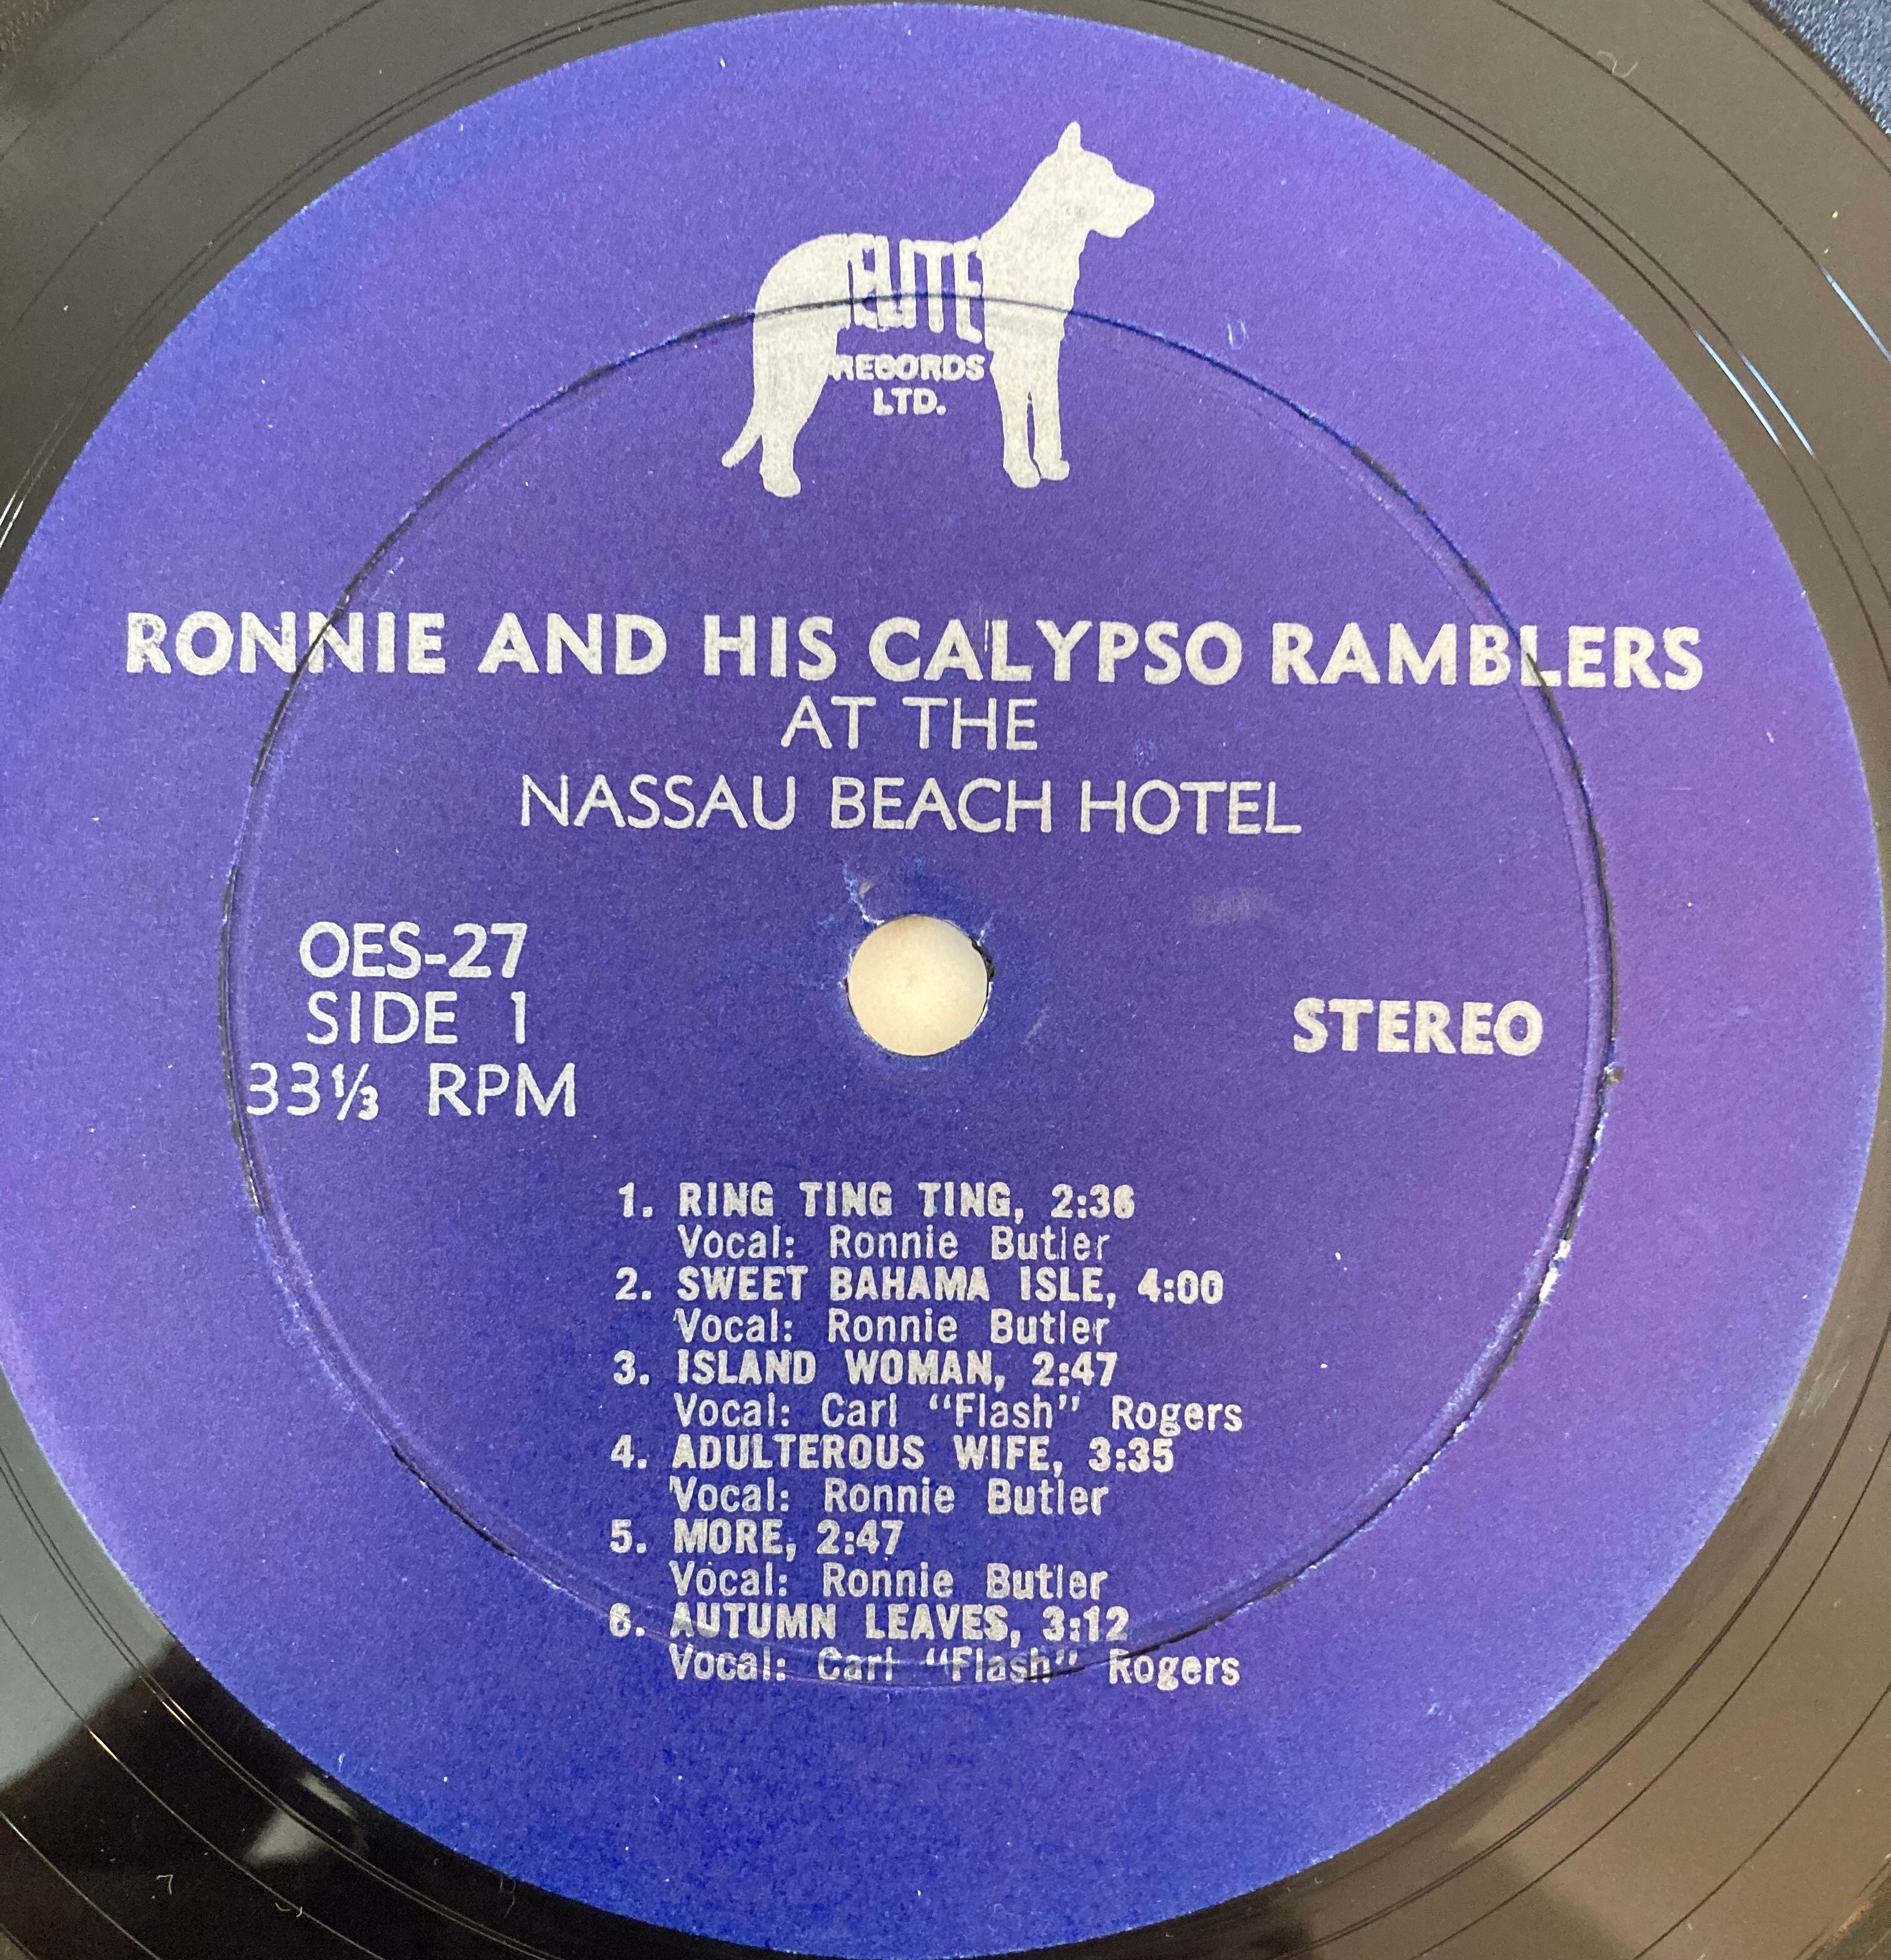 ELITE
RECORDS
LTD.
RONNIE AND HIS CALYPSO RAMBLERS
AT THE
NASSAU BEACH HOTEL
OES-27
SIDE 1
33⅓ RPM
STEREO
1. RING TING TING, 2:36
Vocal: Ronnie Butler
2. SWEET BAHAMA ISLE, 4:00
Vocal: Ronnie Butler
3. ISLAND WOMAN, 2:47
Vocal: Carl “Flash” Rogers
4. ADULTEROUS WIFE, 3:35
Vocal: Ronnie Butler
5. MORE, 2:47
Vocal: Ronnie Butler
6. AUTUMN LEAVES, 3:12
Vocal: Carl “Flash” Rogers